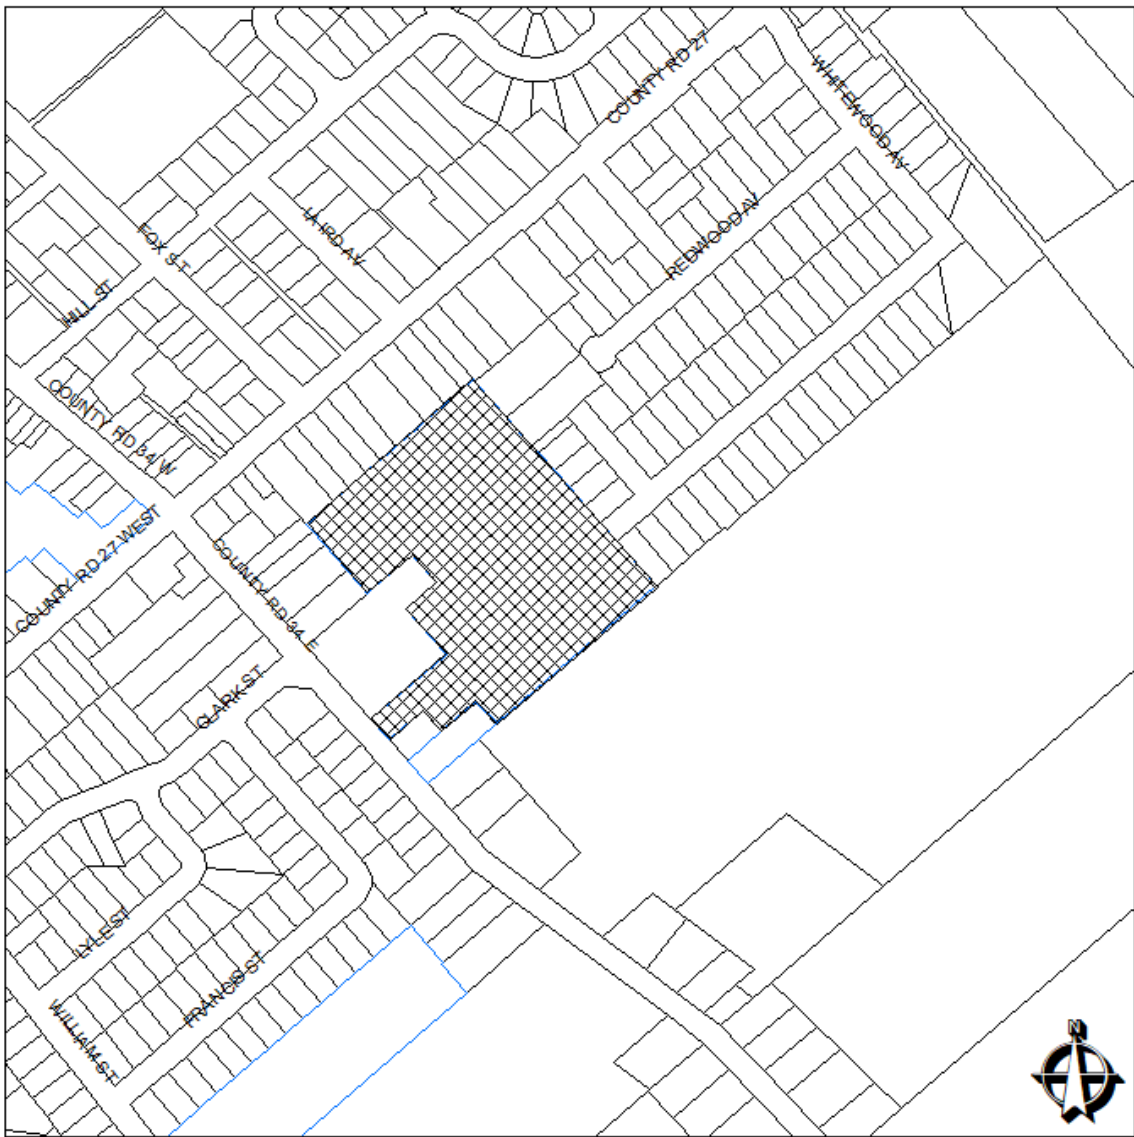 COUNTY RD 27
WHITEWOOD AV
LAIRD AV
REDWOOD AV
FOX ST
HILL ST
COUNTY RD 34 W
COUNTY RD 27 WEST
COUNTY RD 34 E
CLARK ST
LYLE ST
FRANCIS ST
WILLIAM ST
N